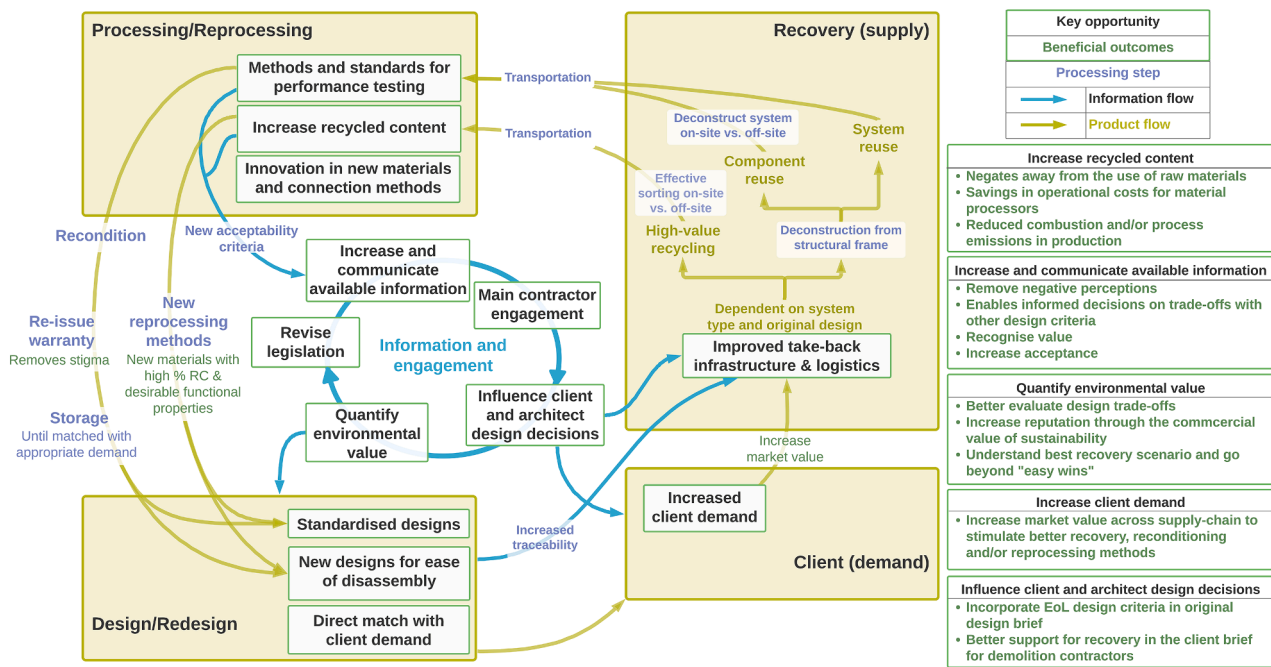 Processing/Reprocessing
Methods and standards for
performance testing
Increase recycled content
Innovation in new materials
and connection methods
Transportation
Transportation
Recovery (supply)
Deconstruct system
on-site vs. off-site
System
reuse
Component
reuse
Effective
sorting on-site
vs. off-site
High-value
recycling
Deconstruction from
structural frame
Dependent on system
type and original design
Improved take-back
infrastructure & logistics
Recondition
New acceptability
criteria
Increase and
communicate
available information
Main contractor
engagement
Revise
legislation
Information and
engagement
Influence client
and architect
design decisions
Quantify
environmental
value
Re-issue
warranty
Removes stigma
New
reprocessing
methods
New materials with
high % RC &
desirable functional
properties
Storage
Until matched with
appropriate demand
Increase
market value
Increased
client demand
Client (demand)
Increased
traceability
Standardised designs
New designs for ease
of disassembly
Direct match with
client demand
Design/Redesign
Key opportunity
Beneficial outcomes
Processing step
Information flow
Product flow
Increase recycled content
• Negates away from the use of raw materials
• Savings in operational costs for material
processors
• Reduced combustion and/or process
emissions in production
Increase and communicate available information
• Remove negative perceptions
• Enables informed decisions on trade-offs with
other design criteria
• Recognise value
• Increase acceptance
Quantify environmental value
• Better evaluate design trade-offs
• Increase reputation through the commcercial
value of sustainability
• Understand best recovery scenario and go
beyond "easy wins"
Increase client demand
• Increase market value across supply-chain to
stimulate better recovery, reconditioning
and/or reprocessing methods
Influence client and architect design decisions
• Incorporate EoL design criteria in original
design brief
• Better support for recovery in the client brief
for demolition contractors